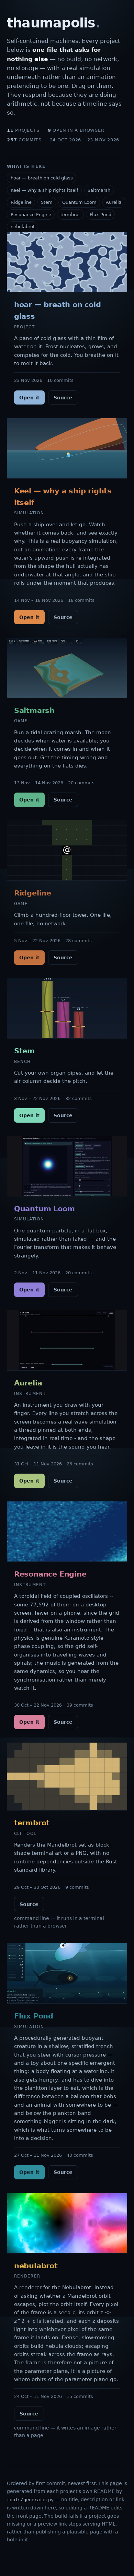 thaumapolis.
Self-contained machines. Every project
below is one file that asks for
nothing else — no build, no network,
no storage — with a real simulation
underneath rather than an animation
pretending to be one. Drag on them.
They respond because they are doing
arithmetic, not because a timeline says
so.
11 PROJECTS 9 OPEN IN A BROWSER
257 COMMITS 24 OCT 2026 – 23 NOV 2026
WHAT IS HERE
hoar — breath on cold glass
Keel — why a ship rights itself Saltmarsh
Ridgeline Stem Quantum Loom Aurelia
Resonance Engine termbrot Flux Pond
nebulabrot
hoar — breath on cold
glass
PROJECT
A pane of cold glass with a thin film of
water on it. Frost nucleates, grows, and
competes for the water. You breathe on it
to melt it back.
23 Nov 2026 10 commits
Open it Source
Keel — why a ship rights
itself
SIMULATION
Push a ship over and let go. Watch
whether it comes back, and see exactly
why. This is a real buoyancy simulation,
not an animation: every frame the
water's upward push is integrated from
the shape of the hull that is actually
underwater at that angle, and the ship
rolls under the moment that produces.
14 Nov – 18 Nov 2026 18 commits
Open it Source
Saltmarsh
GAME
Run a tidal grazing marsh. The moon
decides when water is available; you
decide when it comes in and when it
gets out. Get the timing wrong and
everything on the flats dies.
13 Nov – 14 Nov 2026 20 commits
Open it Source
@
Ridgeline
GAME
Climb a hundred-floor tower. One life,
one file, no network.
5 Nov – 22 Nov 2026 28 commits
Open it Source
Stem
BENCH
Cut your own organ pipes, and let the
air column decide the pitch.
3 Nov – 22 Nov 2026 32 commits
Open it Source
Quantum Loom
SIMULATION
One quantum particle, in a flat box,
simulated rather than faked — and the
Fourier transform that makes it behave
strangely.
2 Nov – 11 Nov 2026 20 commits
Open it Source
Aurelia
INSTRUMENT
An instrument you draw with your
finger. Every line you stretch across the
screen becomes a real wave simulation -
a string pinned at both ends,
integrated in real time - and the shape
you leave it in is the sound you hear.
31 Oct – 11 Nov 2026 26 commits
Open it Source
Resonance Engine
INSTRUMENT
A toroidal field of coupled oscillators --
some 77,592 of them on a desktop
screen, fewer on a phone, since the grid
is derived from the window rather than
fixed -- that is also an instrument. The
physics is genuine Kuramoto-style
phase coupling, so the grid self-
organises into travelling waves and
spirals; the music is generated from the
same dynamics, so you hear the
synchronisation rather than merely
watch it.
30 Oct – 22 Nov 2026 39 commits
Open it Source
termbrot
CLI TOOL
Renders the Mandelbrot set as block-
shade terminal art or a PNG, with no
runtime dependencies outside the Rust
standard library.
29 Oct – 30 Oct 2026 9 commits
Source
command line — it runs in a terminal
rather than a browser
Flux Pond
SIMULATION
A procedurally generated buoyant
creature in a shallow, stratified trench
that you steer with cursor pressure —
and a toy about one specific emergent
thing: a body floating at a waterline. It
also gets hungry, and has to dive into
the plankton layer to eat, which is the
difference between a balloon that bobs
and an animal with somewhere to be —
and below the plankton band
something bigger is sitting in the dark,
which is what turns somewhere to be
into a decision.
27 Oct – 11 Nov 2026 40 commits
Open it Source
nebulabrot
RENDERER
A renderer for the Nebulabrot: instead
of asking whether a Mandelbrot orbit
escapes, plot the orbit itself. Every pixel
of the frame is a seed c, its orbit z <-
z^2 + c is iterated, and each z deposits
light into whichever pixel of the same
frame it lands on. Dense, slow-moving
orbits build nebula clouds; escaping
orbits streak across the frame as rays.
The frame is therefore not a picture of
the parameter plane, it is a picture of
where orbits of the parameter plane go.
24 Oct – 11 Nov 2026 15 commits
Source
command line — it writes an image rather
than a page
Ordered by first commit, newest first. This page is
generated from each project's own README by
tools/generate.py — no title, description or link
is written down here, so editing a README edits
the front page. The build fails if a project goes
missing or a preview link stops serving HTML,
rather than publishing a plausible page with a
hole in it.